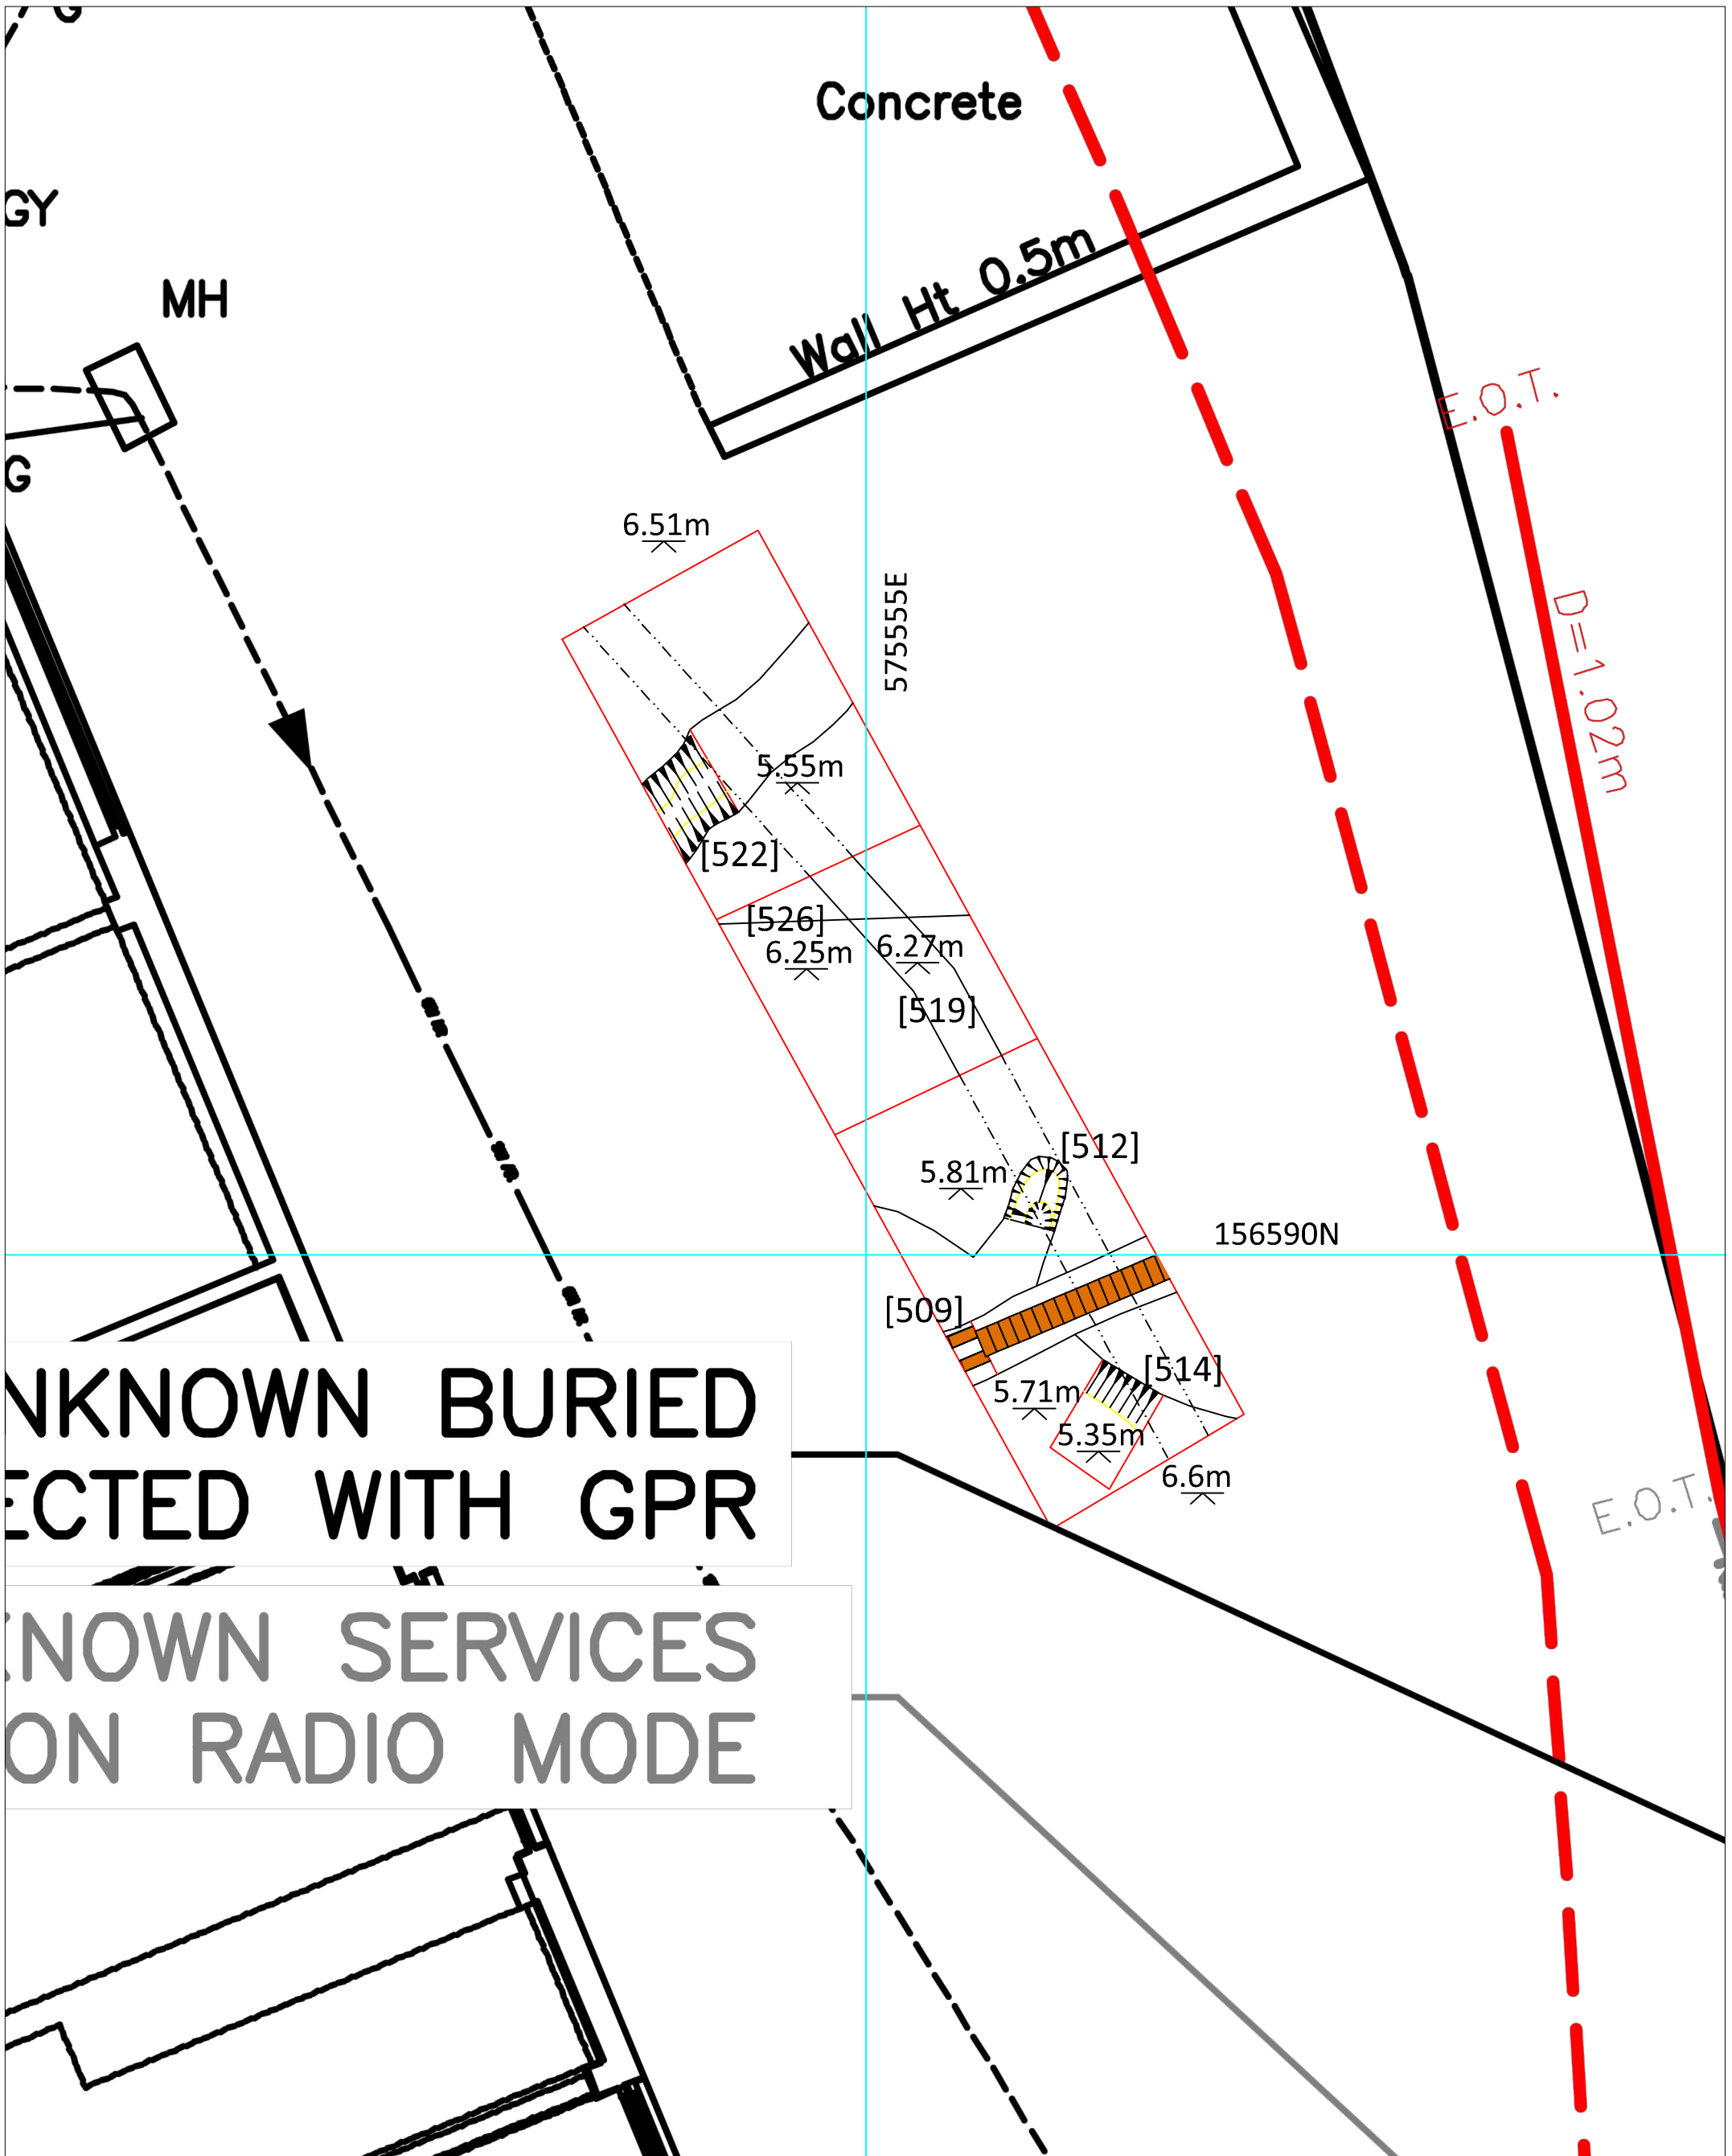 G
Concrete
GY
Wall Ht 0.5m
MH
E.O.T.
G
6.51m
575555E
D=1.02m
5.55m
[522]
[526]
6.25m
6.27m
[519]
[512]
5.81m
156590N
[509]
[514]
5.71m
5.35m
6.6m
NKNOWN BURIED
ECTED WITH GPR
E.O.T.
KNOWN SERVICES
ON RADIO MODE